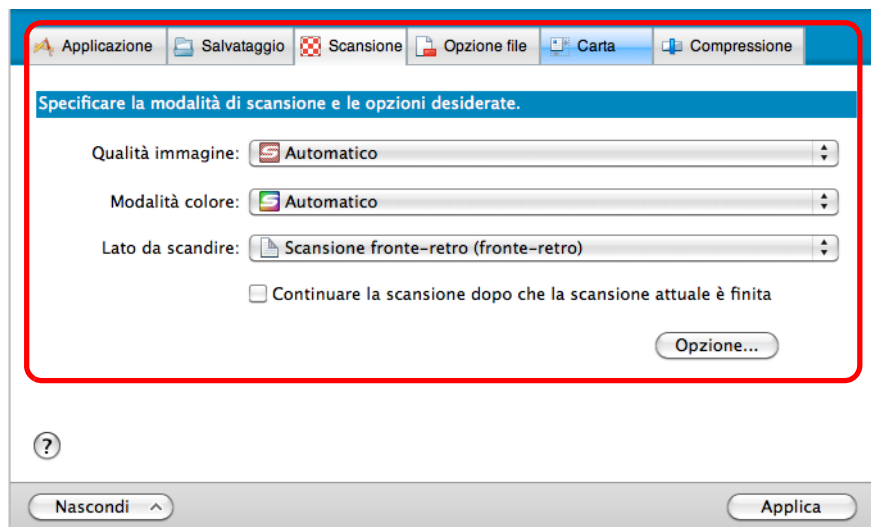 Applicazione Salvataggio Scansione Opzione file Carta Compressione
Specificare la modalità di scansione e le opzioni desiderate.
Qualità immagine: Automatico
Modalità colore: Automatico
Lato da scandire: Scansione fronte-retro (fronte-retro)
Continuare la scansione dopo che la scansione attuale è finita
Opzione...
?
Nascondi Applica